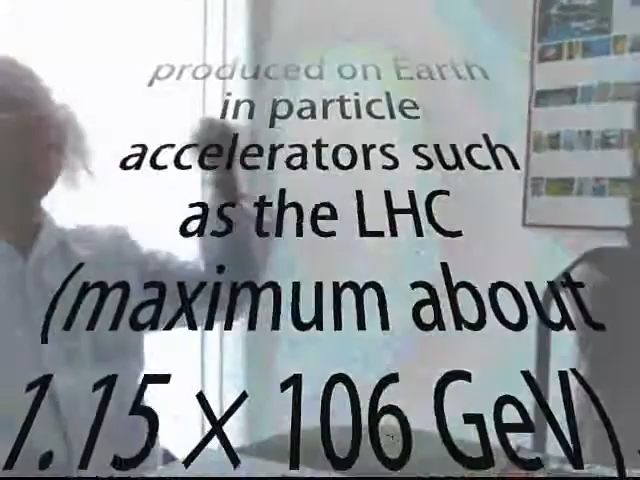 produced on Earth
in particle
accelerators such
as the LHC
(maximum about
1.15 x 106 GeV).